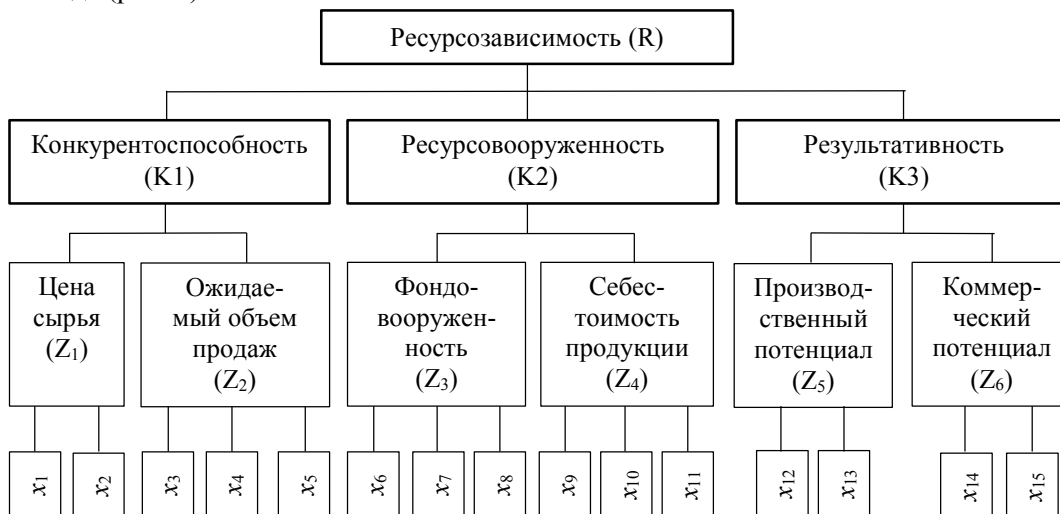 Ресурсозависимость (R)
Конкурентоспособность
(K1)
Ресурсовооруженность
(K2)
Результативность
(K3)
Цена
сырья
(Z1)
Ожидае-
мый объем
продаж
(Z2)
Фондо-
вооружен-
ность
(Z3)
Себес-
тоимость
продукции
(Z4)
Производ-
ственный
потенциал
(Z5)
Коммер-
ческий
потенциал
(Z6)
x1
x2
x3
x4
x5
x6
x7
x8
x9
x10
x11
x12
x13
x14
x15